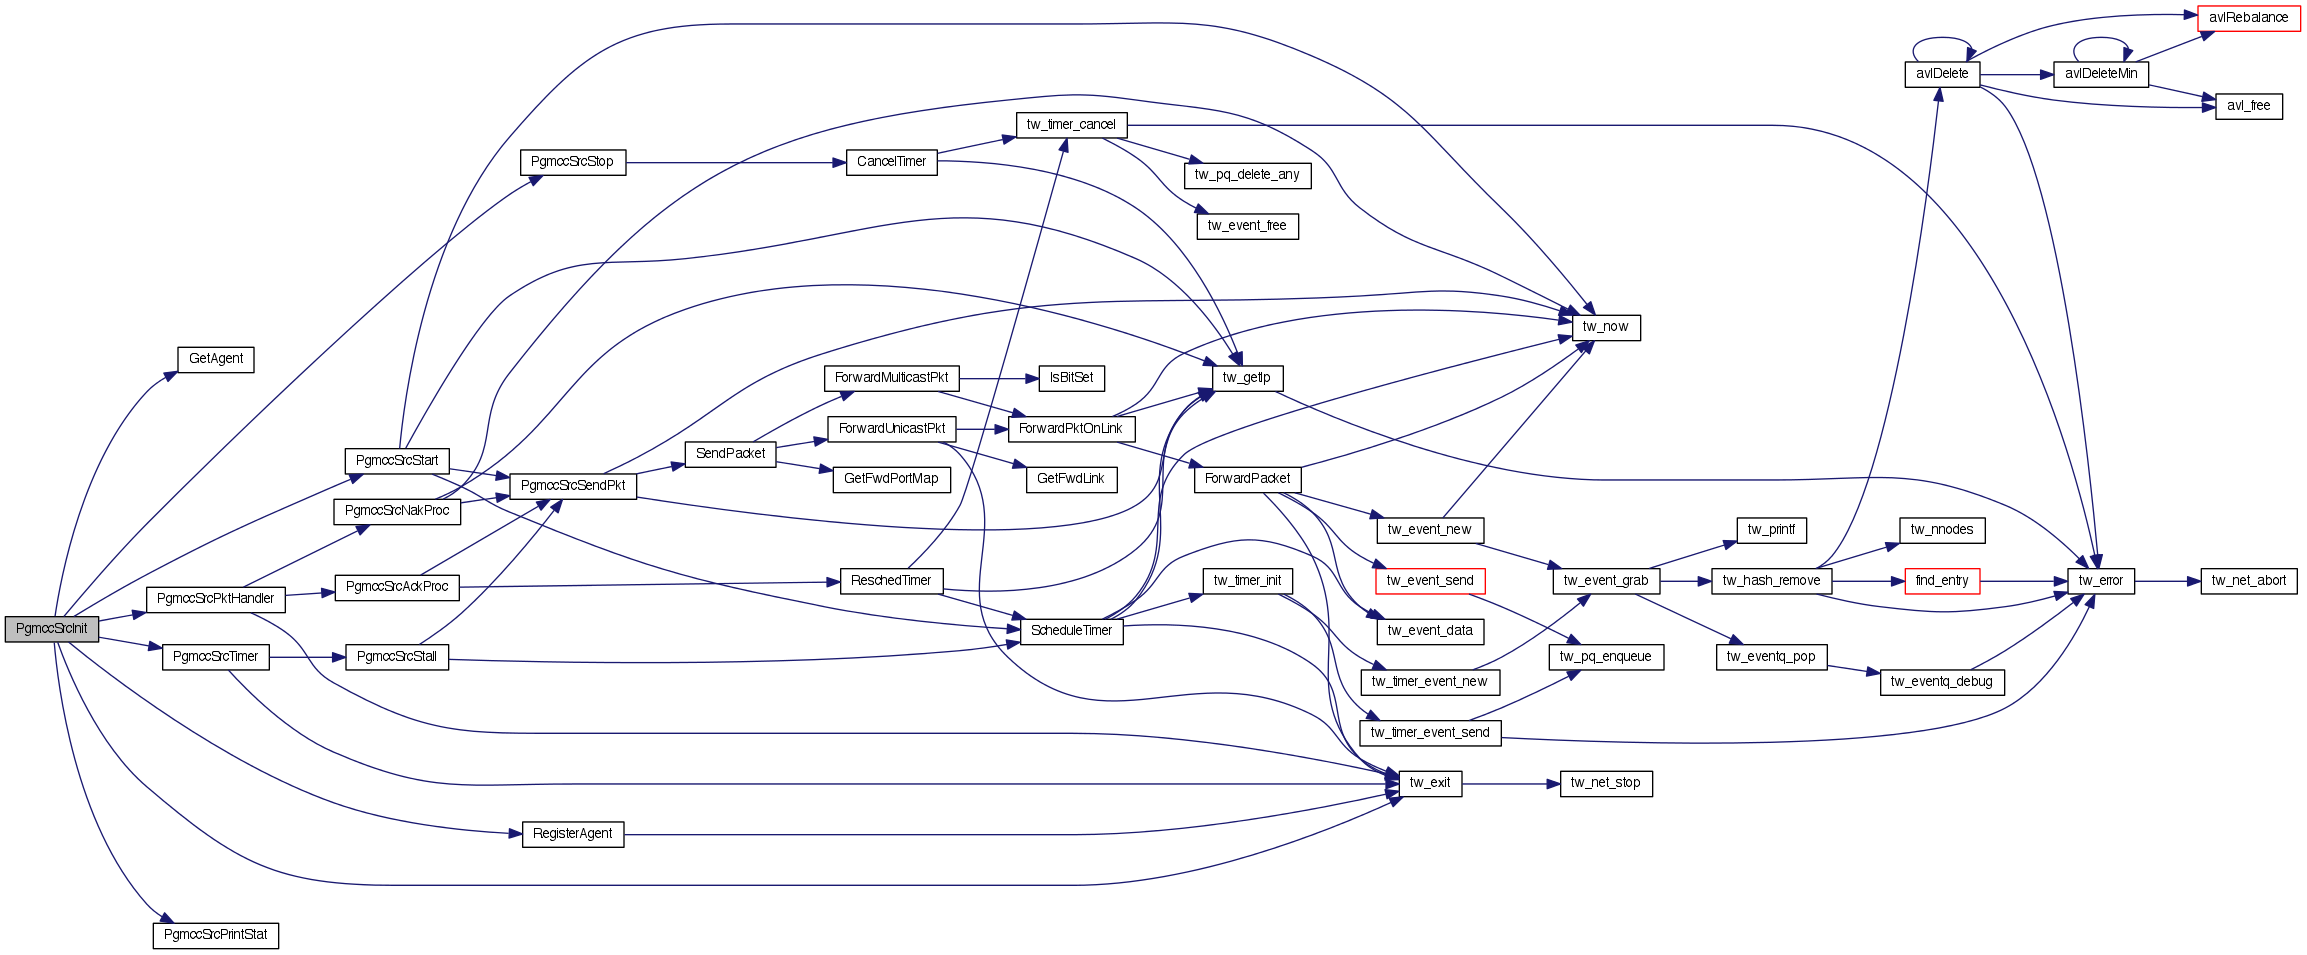 avlRebalance
avlDelete
avlDeleteMin
avl_free
tw_timer_cancel
PgmccSrcStop
CancelTimer
tw_pq_delete_any
tw_event_free
tw_now
GetAgent
ForwardMulticastPkt
IsBitSet
tw_getlp
ForwardUnicastPkt
ForwardPktOnLink
PgmccSrcStart
SendPacket
GetFwdPortMap
GetFwdLink
ForwardPacket
PgmccSrcSendPkt
PgmccSrcNakProc
tw_event_new
tw_printf
tw_nnodes
PgmccSrcPktHandler
PgmccSrcAckProc
ReschedTimer
tw_timer_init
tw_event_send
tw_event_grab
tw_hash_remove
find_entry
tw_error
tw_net_abort
PgmccSrcInit
ScheduleTimer
tw_event_data
PgmccSrcTimer
PgmccSrcStall
tw_pq_enqueue
tw_eventq_pop
tw_timer_event_new
tw_eventq_debug
tw_timer_event_send
tw_exit
tw_net_stop
RegisterAgent
PgmccSrcPrintStat